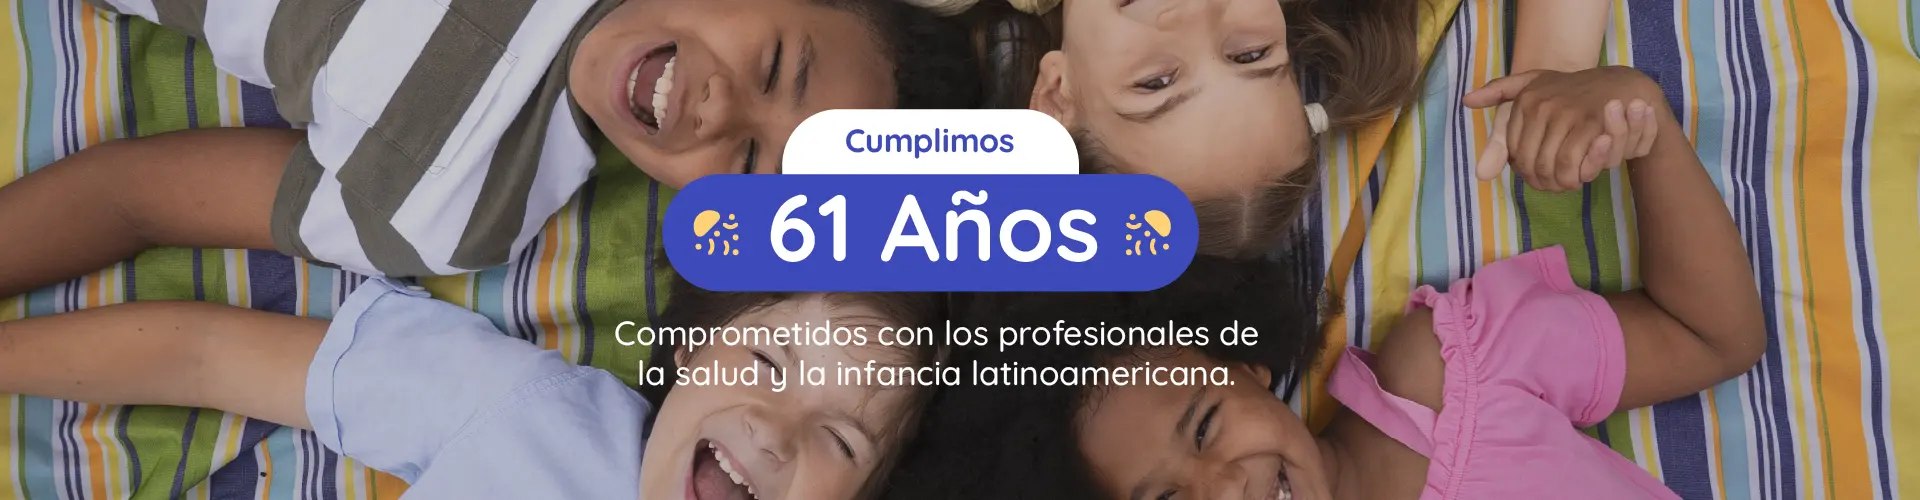 Cumplimos
61 Años
Comprometidos con los profesionales de
la salud y la infancia latinoamericana.